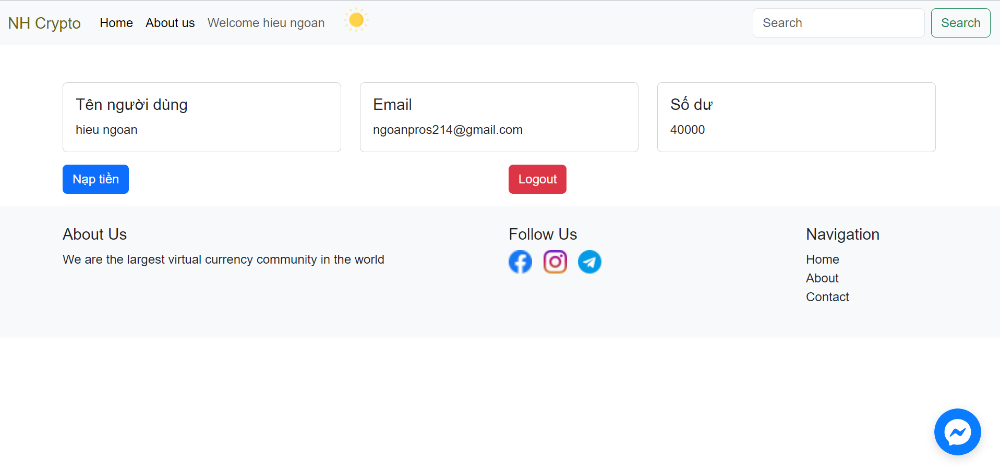 NH Crypto Home About us Welcome hieu ngoan Search Search
Tên người dùng
hieu ngoan
Email
ngoanpros214@gmail.com
Số dư
40000
Nạp tiền
Logout
About Us
We are the largest virtual currency community in the world
Follow Us
Navigation
Home
About
Contact